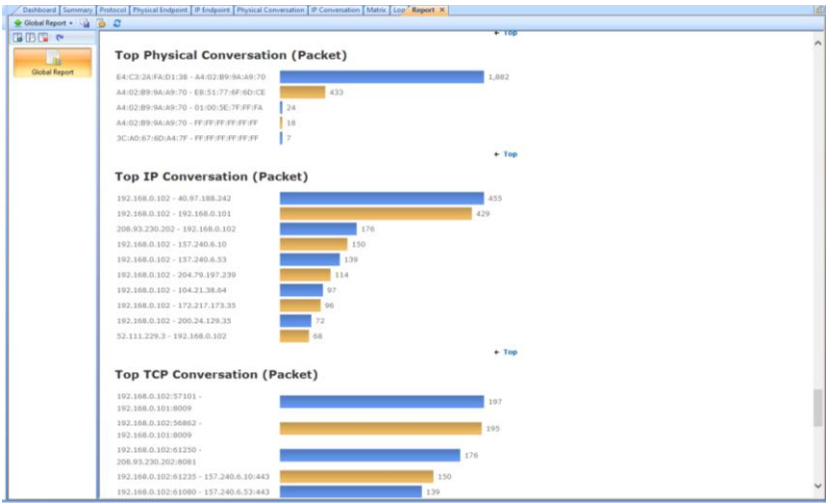 Dashboard Summary Protocol Physical Endpoint IP Endpoint Physical Conversation IP Conversation Matrix Log Report
Global Report
Global Report
Top
Top Physical Conversation (Packet)
E4:C3:2A:FA:D1:38 - A4:02:B9:9A:A9:70 1,882
A4:02:B9:9A:A9:70 - E8:51:77:6F:6D:CE 433
A4:02:B9:9A:A9:70 - 01:00:5E:7F:FF:FA 24
A4:02:B9:9A:A9:70 - FF:FF:FF:FF:FF:FF 18
3C:A0:67:6D:A4:7F - FF:FF:FF:FF:FF:FF 7
Top
Top IP Conversation (Packet)
192.168.0.102 - 40.97.188.242 455
192.168.0.102 - 192.168.0.101 429
208.93.230.202 - 192.168.0.102 176
192.168.0.102 - 157.240.6.10 150
192.168.0.102 - 157.240.6.53 139
192.168.0.102 - 204.79.197.239 114
192.168.0.102 - 104.21.38.64 97
192.168.0.102 - 172.217.173.35 96
192.168.0.102 - 200.24.129.35 72
52.111.229.3 - 192.168.0.102 68
Top
Top TCP Conversation (Packet)
192.168.0.102:57101 -
192.168.0.101:8009 197
192.168.0.102:56862 -
192.168.0.101:8009 195
192.168.0.102:61250 -
208.93.230.202:8081 176
192.168.0.102:61235 - 157.240.6.10:443 150
192.168.0.102:61080 - 157.240.6.53:443 139